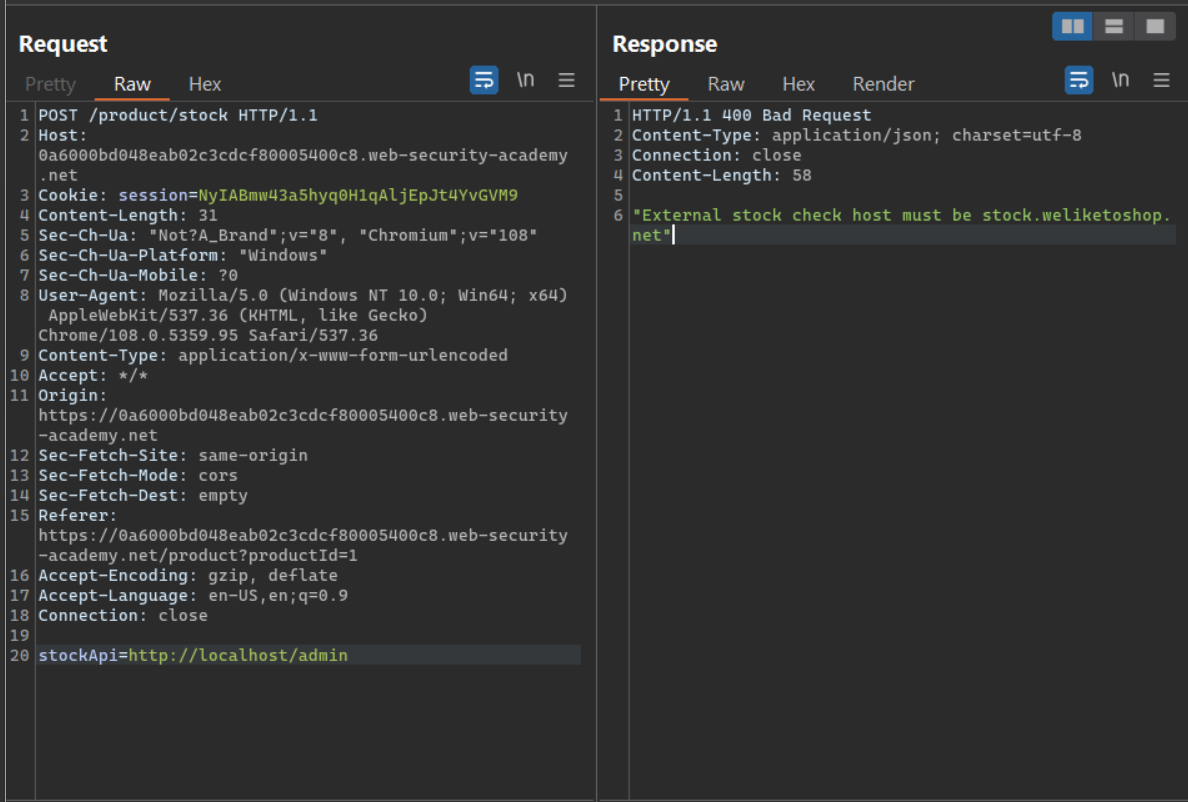 Request
Pretty Raw Hex \n
1 POST /product/stock HTTP/1.1
2 Host:
0a6000bd048eab02c3cdcf80005400c8.web-security-academy
.net
3 Cookie: session=NyIABmw43a5hyq0H1qAljEpJt4YvGVM9
4 Content-Length: 31
5 Sec-Ch-Ua: "Not?A_Brand";v="8", "Chromium";v="108"
6 Sec-Ch-Ua-Platform: "Windows"
7 Sec-Ch-Ua-Mobile: ?0
8 User-Agent: Mozilla/5.0 (Windows NT 10.0; Win64; x64)
AppleWebKit/537.36 (KHTML, like Gecko)
Chrome/108.0.5359.95 Safari/537.36
9 Content-Type: application/x-www-form-urlencoded
10 Accept: */*
11 Origin:
https://0a6000bd048eab02c3cdcf80005400c8.web-security
-academy.net
12 Sec-Fetch-Site: same-origin
13 Sec-Fetch-Mode: cors
14 Sec-Fetch-Dest: empty
15 Referer:
https://0a6000bd048eab02c3cdcf80005400c8.web-security
-academy.net/product?productId=1
16 Accept-Encoding: gzip, deflate
17 Accept-Language: en-US,en;q=0.9
18 Connection: close
19
20 stockApi=http://localhost/admin
Response
Pretty Raw Hex Render \n
1 HTTP/1.1 400 Bad Request
2 Content-Type: application/json; charset=utf-8
3 Connection: close
4 Content-Length: 58
5
6 "External stock check host must be stock.weliketoshop.
net"